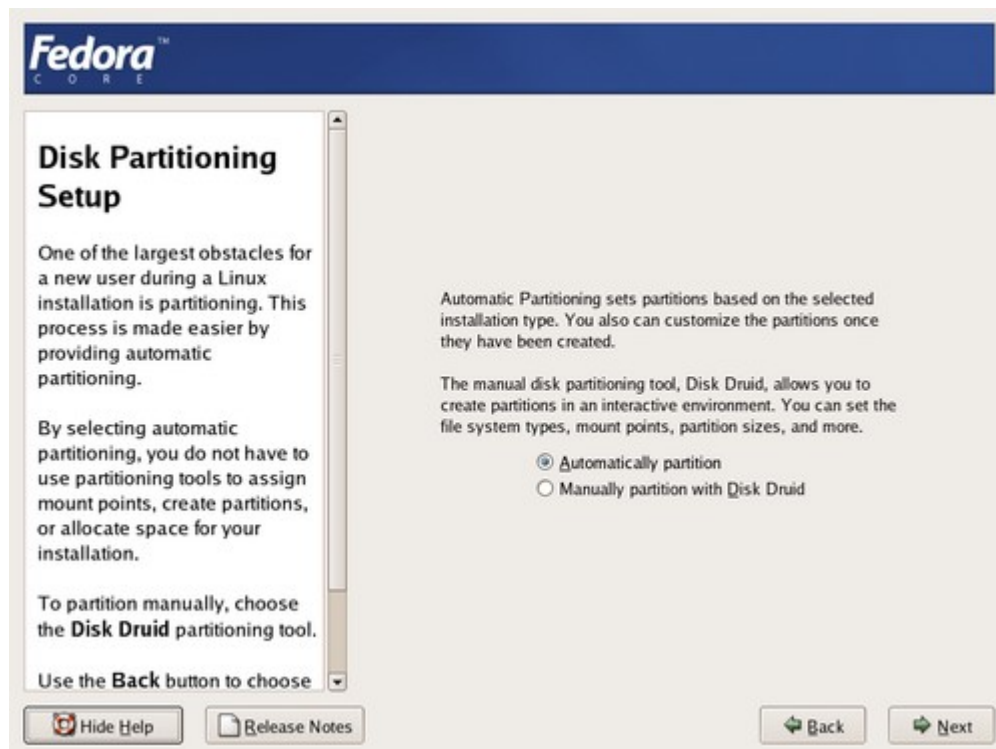 Fedora™
CORE
Disk Partitioning
Setup
One of the largest obstacles for
a new user during a Linux
installation is partitioning. This
process is made easier by
providing automatic
partitioning.
By selecting automatic
partitioning, you do not have to
use partitioning tools to assign
mount points, create partitions,
or allocate space for your
installation.
To partition manually, choose
the Disk Druid partitioning tool.
Use the Back button to choose
Automatic Partitioning sets partitions based on the selected
installation type. You also can customize the partitions once
they have been created.
The manual disk partitioning tool, Disk Druid, allows you to
create partitions in an interactive environment. You can set the
file system types, mount points, partition sizes, and more.
Automatically partition
Manually partition with Disk Druid
Hide Help
Release Notes
Back
Next